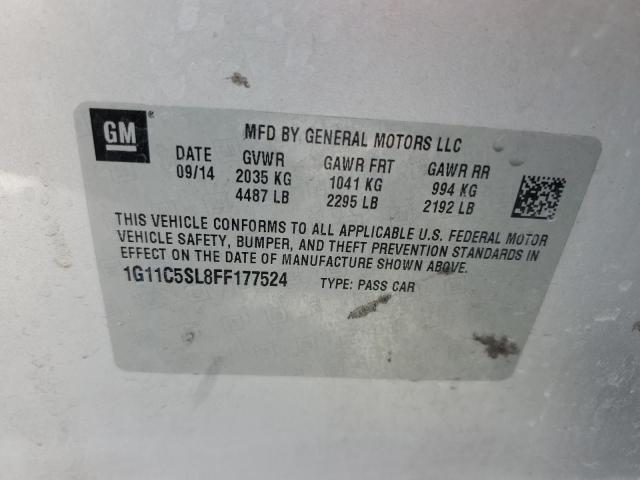 GM®
MFD BY GENERAL MOTORS LLC
DATE GVWR GAWR FRT GAWR RR
09/14 2035 KG 1041 KG 994 KG
4487 LB 2295 LB 2192 LB
THIS VEHICLE CONFORMS TO ALL APPLICABLE U.S. FEDERAL MOTOR
VEHICLE SAFETY, BUMPER, AND THEFT PREVENTION STANDARDS IN
EFFECT ON THE DATE OF MANUFACTURE SHOWN ABOVE.
1G11C5SL8FF177524 TYPE: PASS CAR